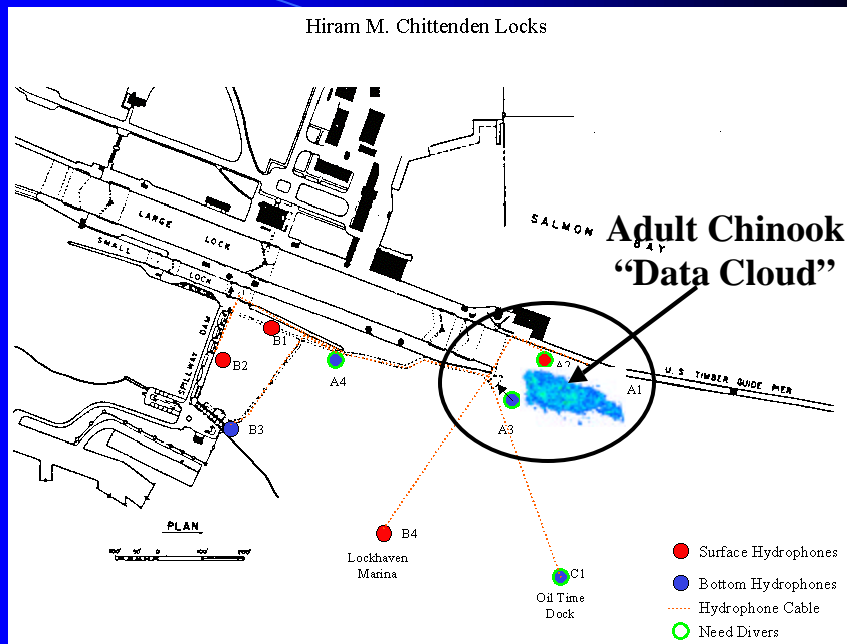 Hiram M. Chittenden Locks
LARGE LOCK
SMALL LOCK
SALMON BAY
Adult Chinook
“Data Cloud”
SPILLWAY DAM
B1
B2
B3
A4
A2
A3
A1
U.S TIMBER GUIDE PIER
PLAN
B4
Lockhaven
Marina
C1
Oil Time
Dock
Surface Hydrophones
Bottom Hydrophones
Hydrophone Cable
Need Divers